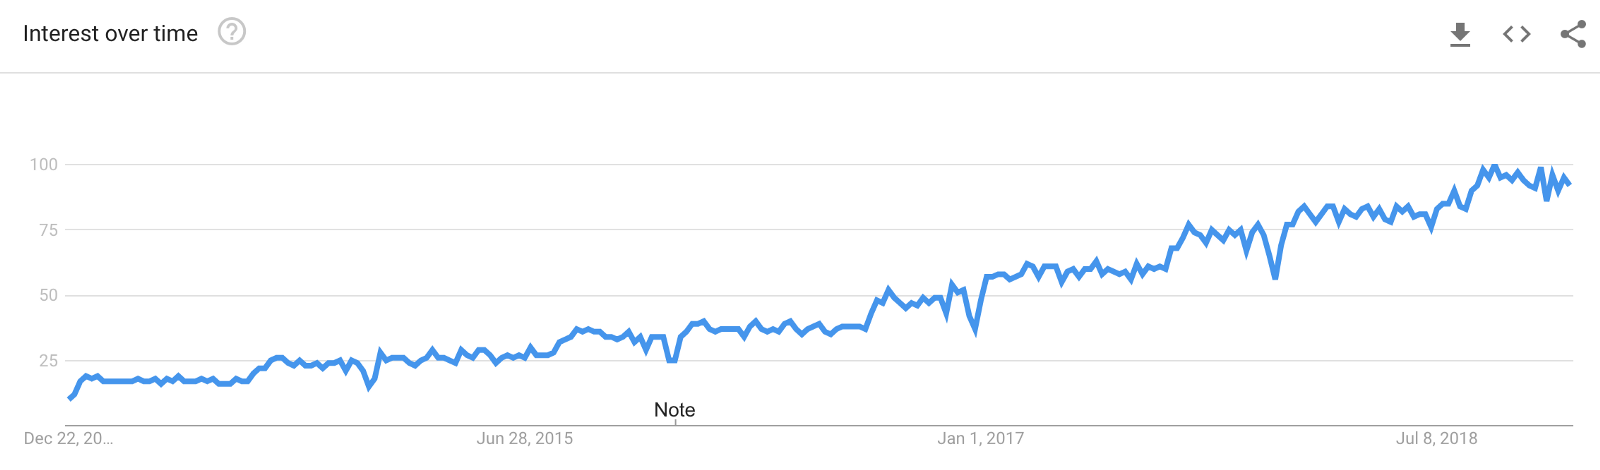 Interest over time ?
100
75
50
25
Note
Dec 22, 20... Jun 28, 2015 Jan 1, 2017 Jul 8, 2018